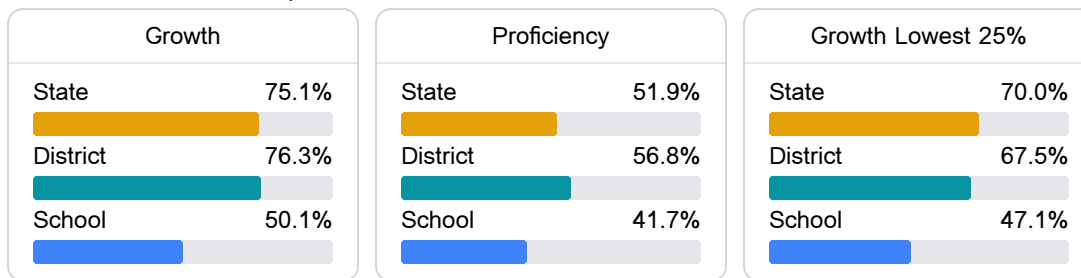 Growth
State 75.1%
District 76.3%
School 50.1%
Proficiency
State 51.9%
District 56.8%
School 41.7%
Growth Lowest 25%
State 70.0%
District 67.5%
School 47.1%